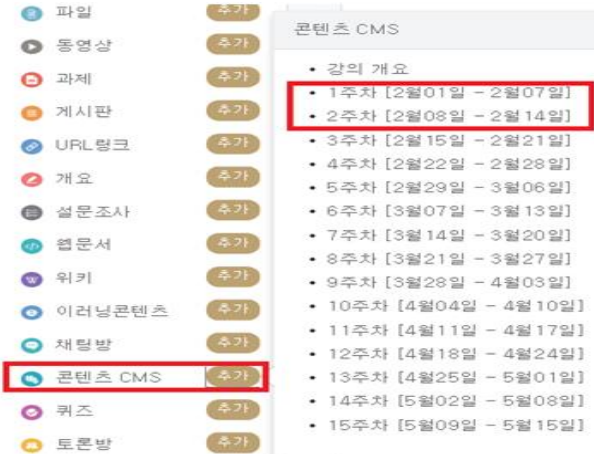 파일 추가
동영상 추가
과제 추가
게시판 추가
URL링크 추가
개요 추가
설문조사 추가
웹문서 추가
위키 추가
이러닝콘텐츠 추가
채팅방 추가
콘텐츠 CMS 추가
퀴즈 추가
토론방 추가
콘텐츠 CMS
• 강의 개요
• 1주차 [2월01일 - 2월07일]
• 2주차 [2월08일 - 2월14일]
• 3주차 [2월15일 - 2월21일]
• 4주차 [2월22일 - 2월28일]
• 5주차 [2월29일 - 3월06일]
• 6주차 [3월07일 - 3월13일]
• 7주차 [3월14일 - 3월20일]
• 8주차 [3월21일 - 3월27일]
• 9주차 [3월28일 - 4월03일]
• 10주차 [4월04일 - 4월10일]
• 11주차 [4월11일 - 4월17일]
• 12주차 [4월18일 - 4월24일]
• 13주차 [4월25일 - 5월01일]
• 14주차 [5월02일 - 5월08일]
• 15주차 [5월09일 - 5월15일]